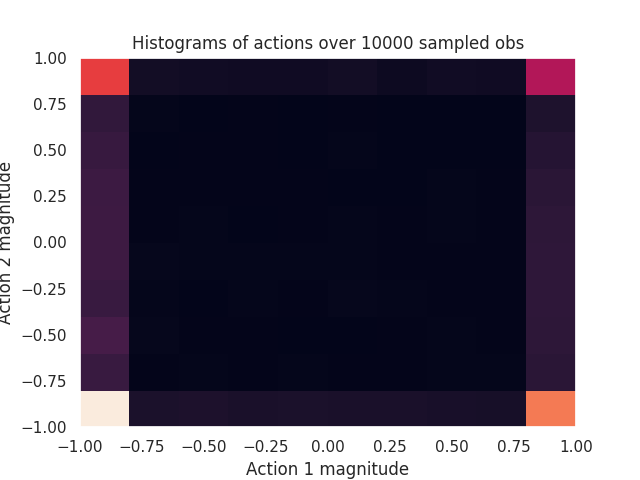 Histograms of actions over 10000 sampled obs
1.00
0.75
0.50
0.25
0.00
−0.25
−0.50
−0.75
−1.00
Action 2 magnitude
−1.00 −0.75 −0.50 −0.25 0.00 0.25 0.50 0.75 1.00
Action 1 magnitude